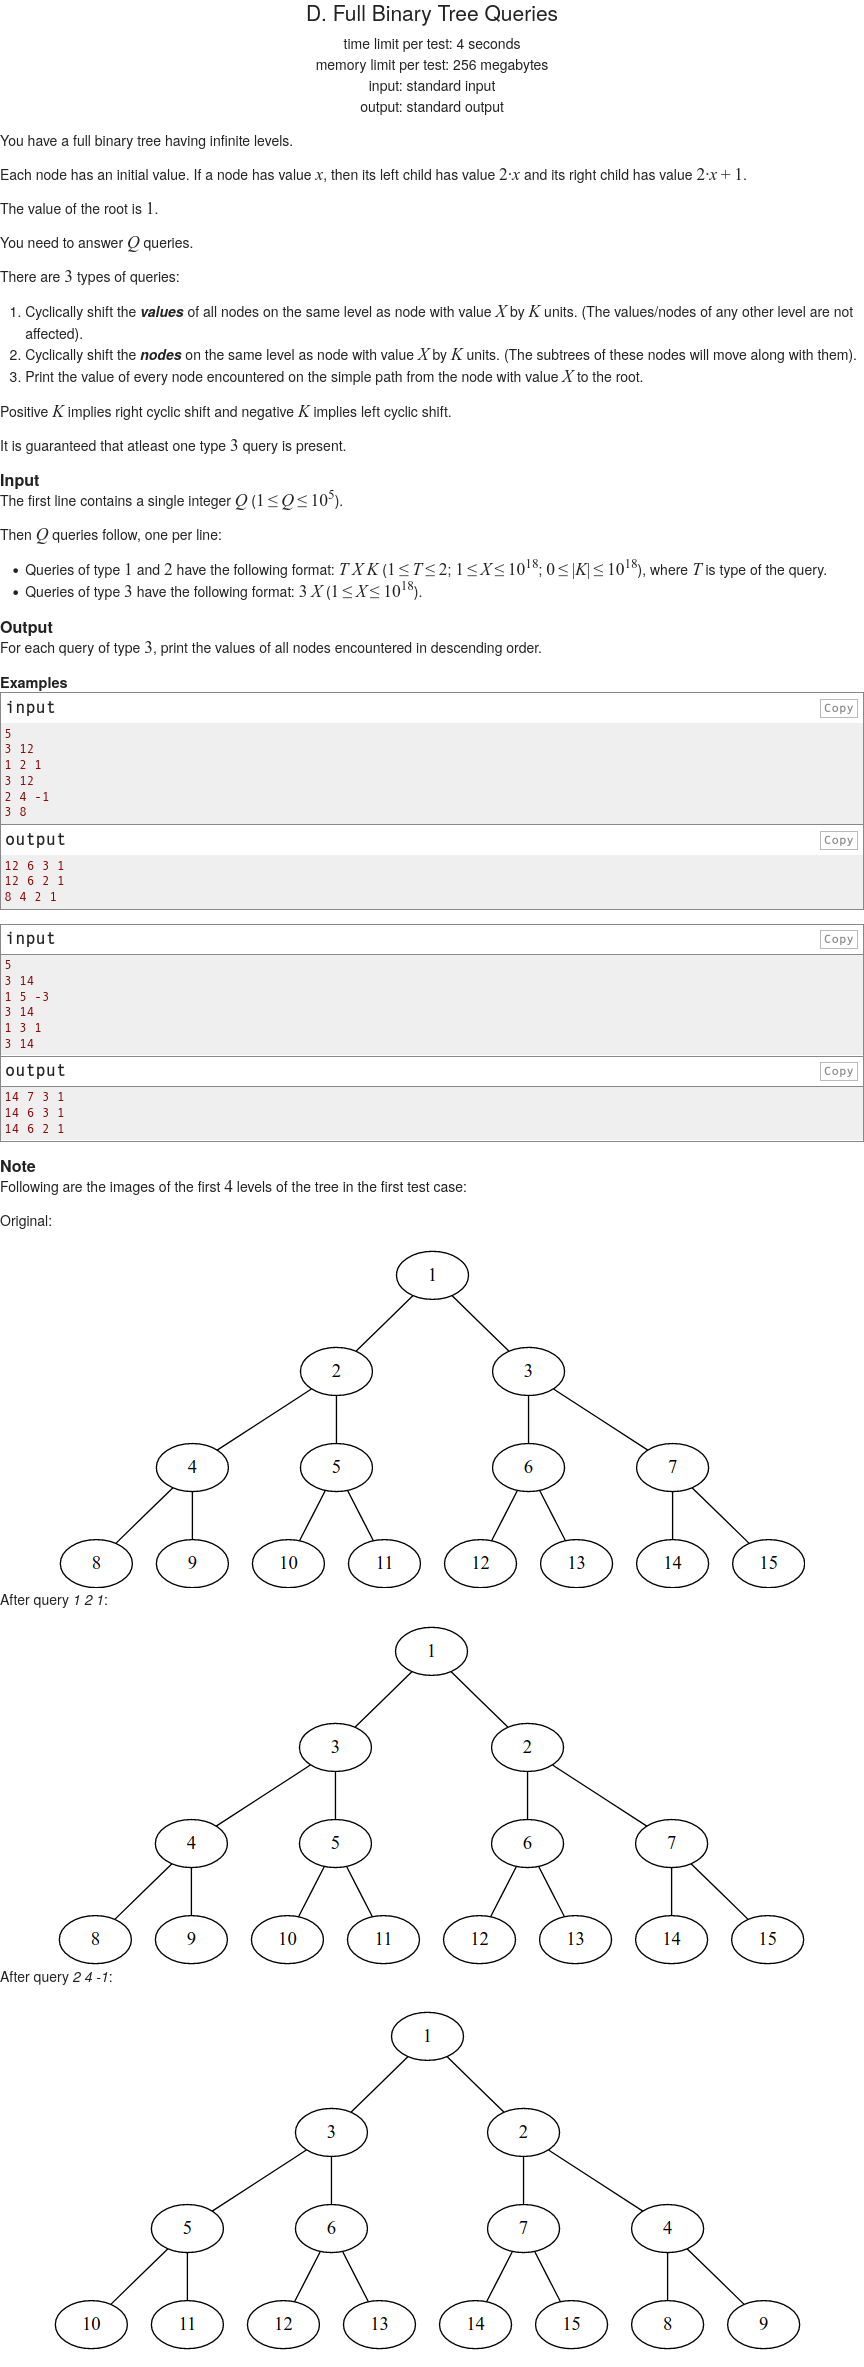 D. Full Binary Tree Queries
time limit per test: 4 seconds
memory limit per test: 256 megabytes
input: standard input
output: standard output
You have a full binary tree having infinite levels.
Each node has an initial value. If a node has value x, then its left child has value 2·x and its right child has value 2·x + 1.
The value of the root is 1.
You need to answer Q queries.
There are 3 types of queries:
1. Cyclically shift the values of all nodes on the same level as node with value X by K units. (The values/nodes of any other level are not
affected).
2. Cyclically shift the nodes on the same level as node with value X by K units. (The subtrees of these nodes will move along with them).
3. Print the value of every node encountered on the simple path from the node with value X to the root.
Positive K implies right cyclic shift and negative K implies left cyclic shift.
It is guaranteed that atleast one type 3 query is present.
Input
The first line contains a single integer Q (1 ≤ Q ≤ 10^5).
Then Q queries follow, one per line:
• Queries of type 1 and 2 have the following format: T X K (1 ≤ T ≤ 2; 1 ≤ X ≤ 10^18; 0 ≤ |K| ≤ 10^18), where T is type of the query.
• Queries of type 3 have the following format: 3 X (1 ≤ X ≤ 10^18).
Output
For each query of type 3, print the values of all nodes encountered in descending order.
Examples
input Copy
5
3 12
1 2 1
3 12
2 4 -1
3 8
output Copy
12 6 3 1
12 6 2 1
8 4 2 1
input Copy
5
3 14
1 5 -3
3 14
1 3 1
3 14
output Copy
14 7 3 1
14 6 3 1
14 6 2 1
Note
Following are the images of the first 4 levels of the tree in the first test case:
Original:
1
2 3
4 5 6 7
8 9 10 11 12 13 14 15
After query 1 2 1:
1
3 2
4 5 6 7
8 9 10 11 12 13 14 15
After query 2 4 -1:
1
3 2
5 6 7 4
10 11 12 13 14 15 8 9